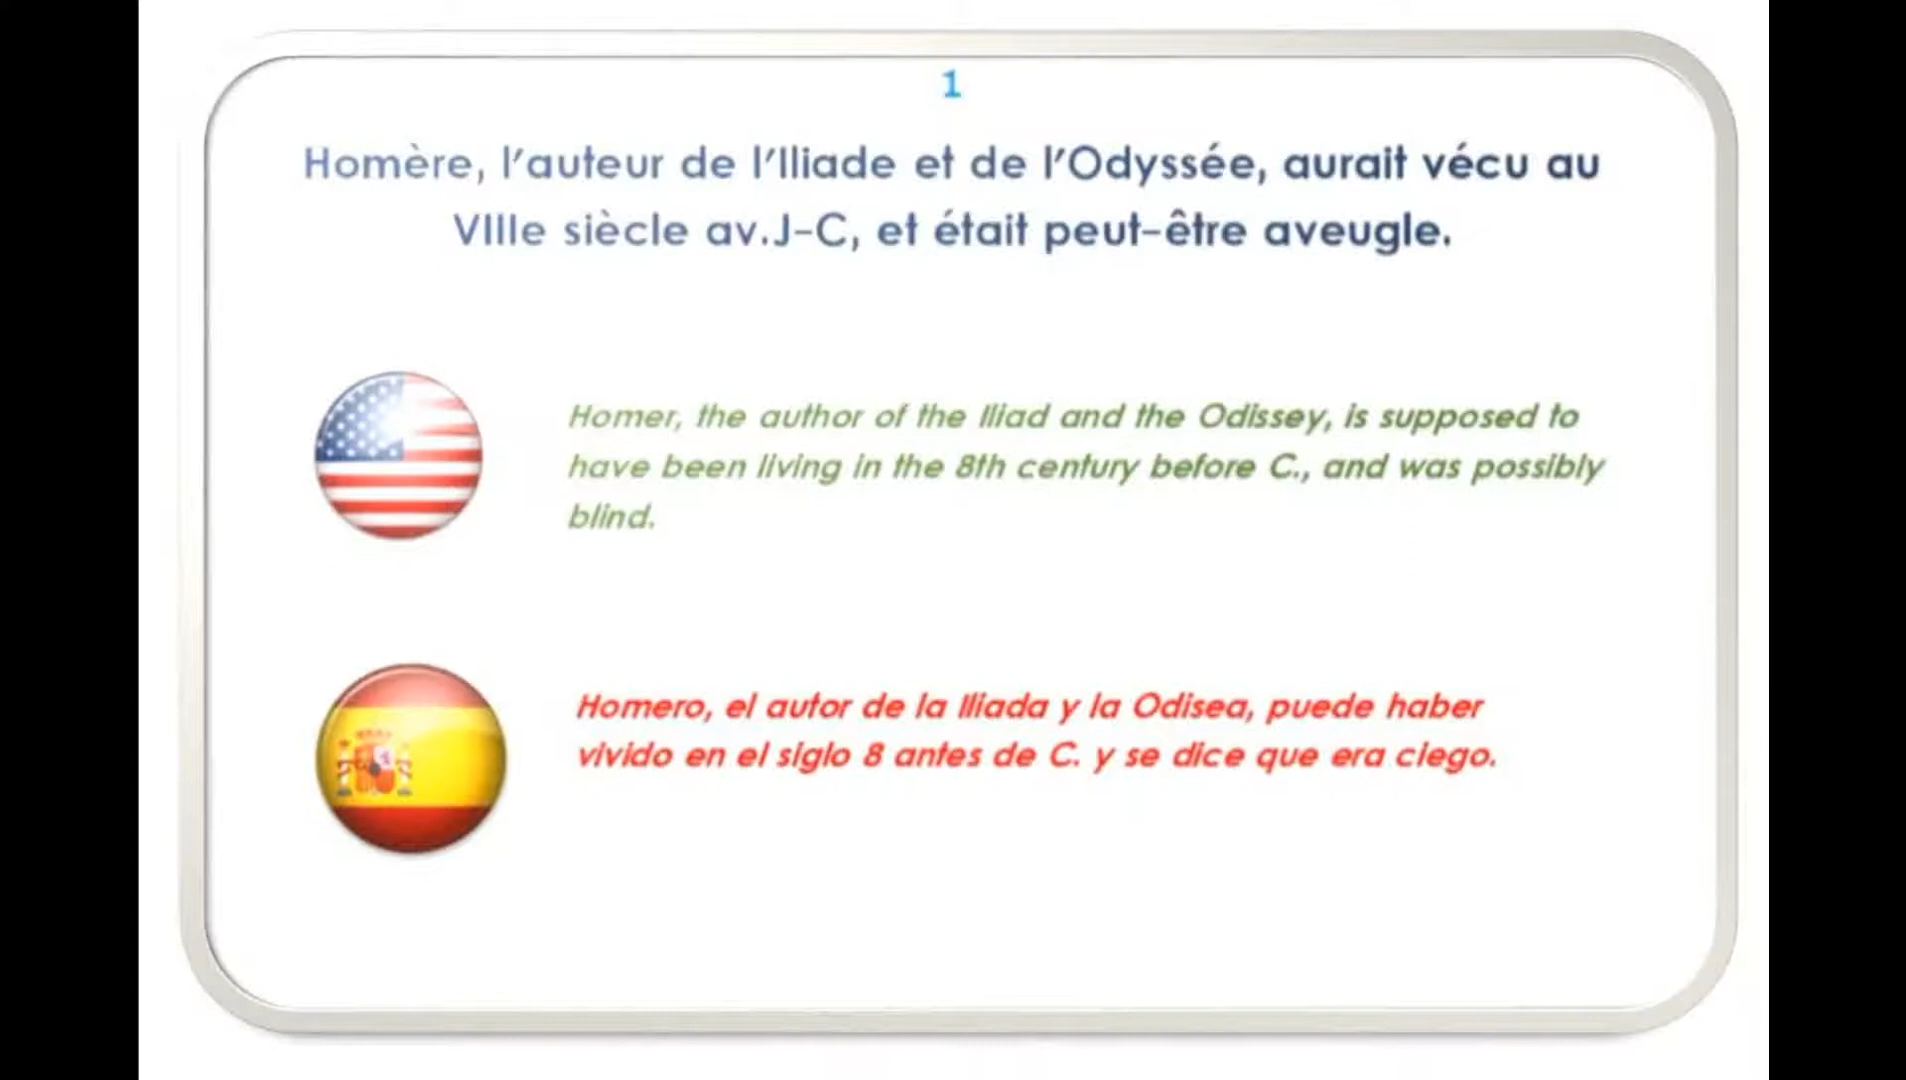 1
Homère, l'auteur de l'Iliade et de l'Odyssée, aurait vécu au
VIIIe siècle av.J-C, et était peut-être aveugle.
Homer, the author of the Iliad and the Odissey, is supposed to
have been living in the 8th century before C., and was possibly
blind.
Homero, el autor de la Iliada y la Odisea, puede haber
vivido en el siglo 8 antes de C. y se dice que era ciego.